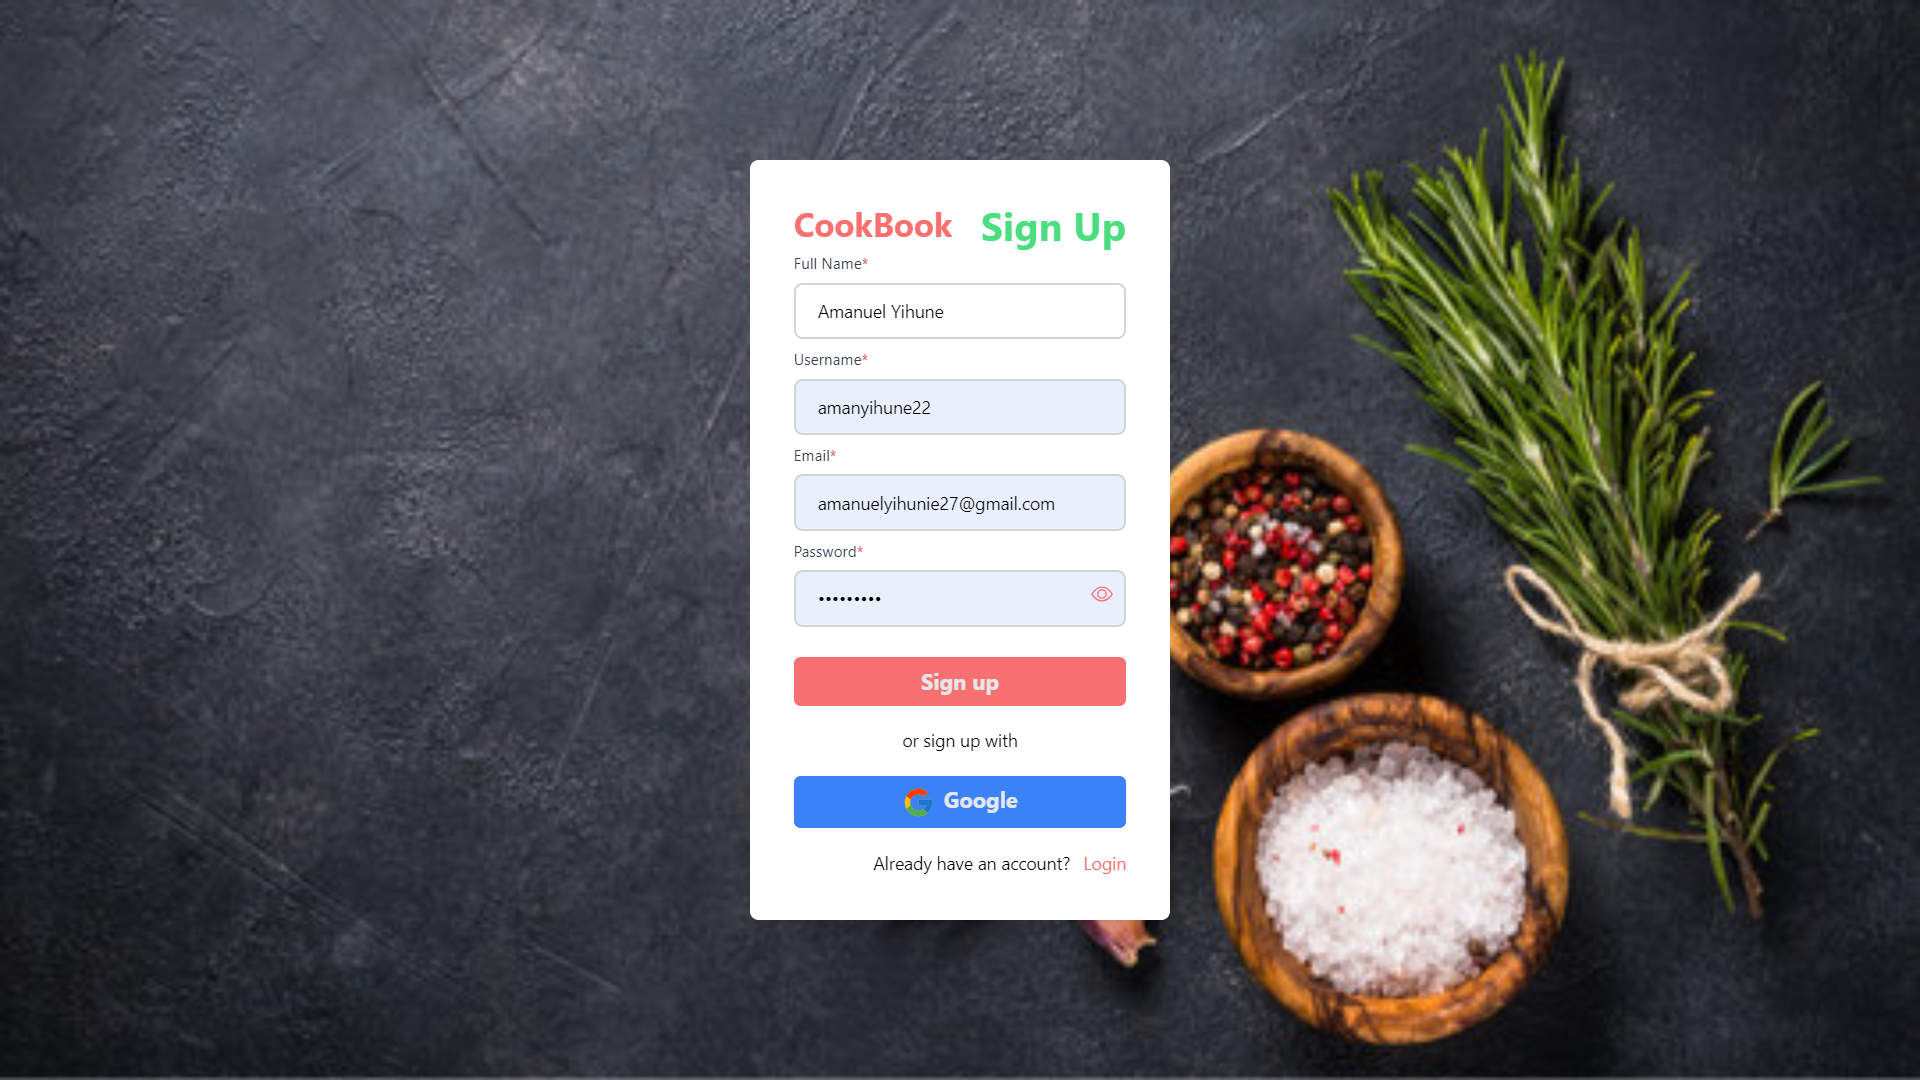 CookBook Sign Up
Full Name*
Amanuel Yihune
Username*
amanyihune22
Email*
amanuelyihunie27@gmail.com
Password*
•••••••••
Sign up
or sign up with
Google
Already have an account? Login